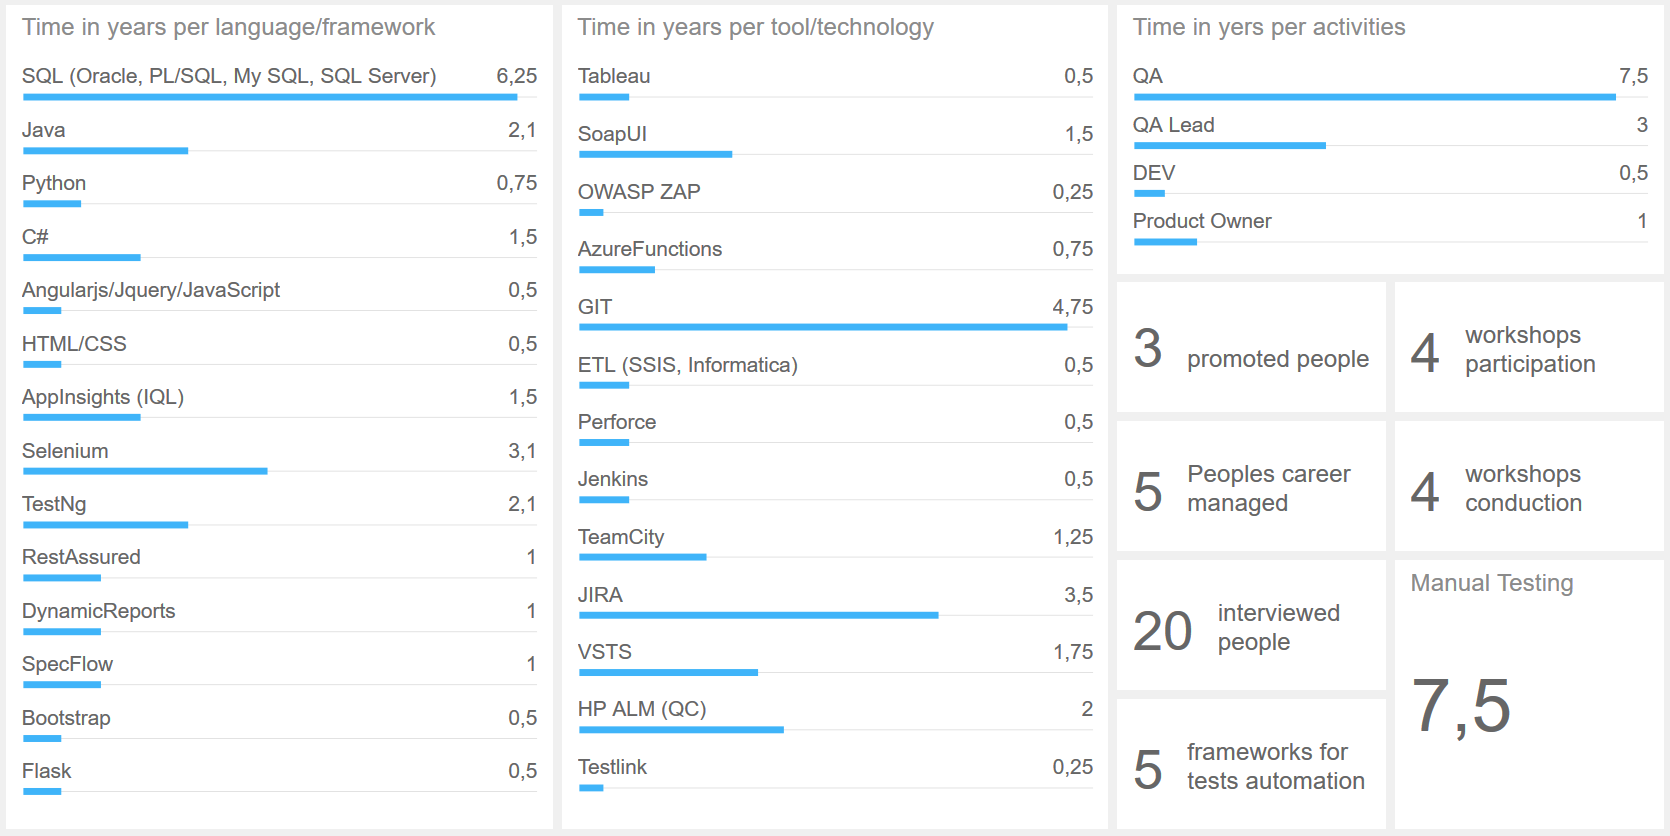 Time in years per language/framework
SQL (Oracle, PL/SQL, My SQL, SQL Server) 6,25
Java 2,1
Python 0,75
C# 1,5
Angularjs/Jquery/JavaScript 0,5
HTML/CSS 0,5
AppInsights (IQL) 1,5
Selenium 3,1
TestNg 2,1
RestAssured 1
DynamicReports 1
SpecFlow 1
Bootstrap 0,5
Flask 0,5
Time in years per tool/technology
Tableau 0,5
SoapUI 1,5
OWASP ZAP 0,25
AzureFunctions 0,75
GIT 4,75
ETL (SSIS, Informatica) 0,5
Perforce 0,5
Jenkins 0,5
TeamCity 1,25
JIRA 3,5
VSTS 1,75
HP ALM (QC) 2
Testlink 0,25
Time in yers per activities
QA 7,5
QA Lead 3
DEV 0,5
Product Owner 1
3 promoted people
4 workshops
participation
5 Peoples career
managed
4 workshops
conduction
20 interviewed
people
Manual Testing
7,5
5 frameworks for
tests automation